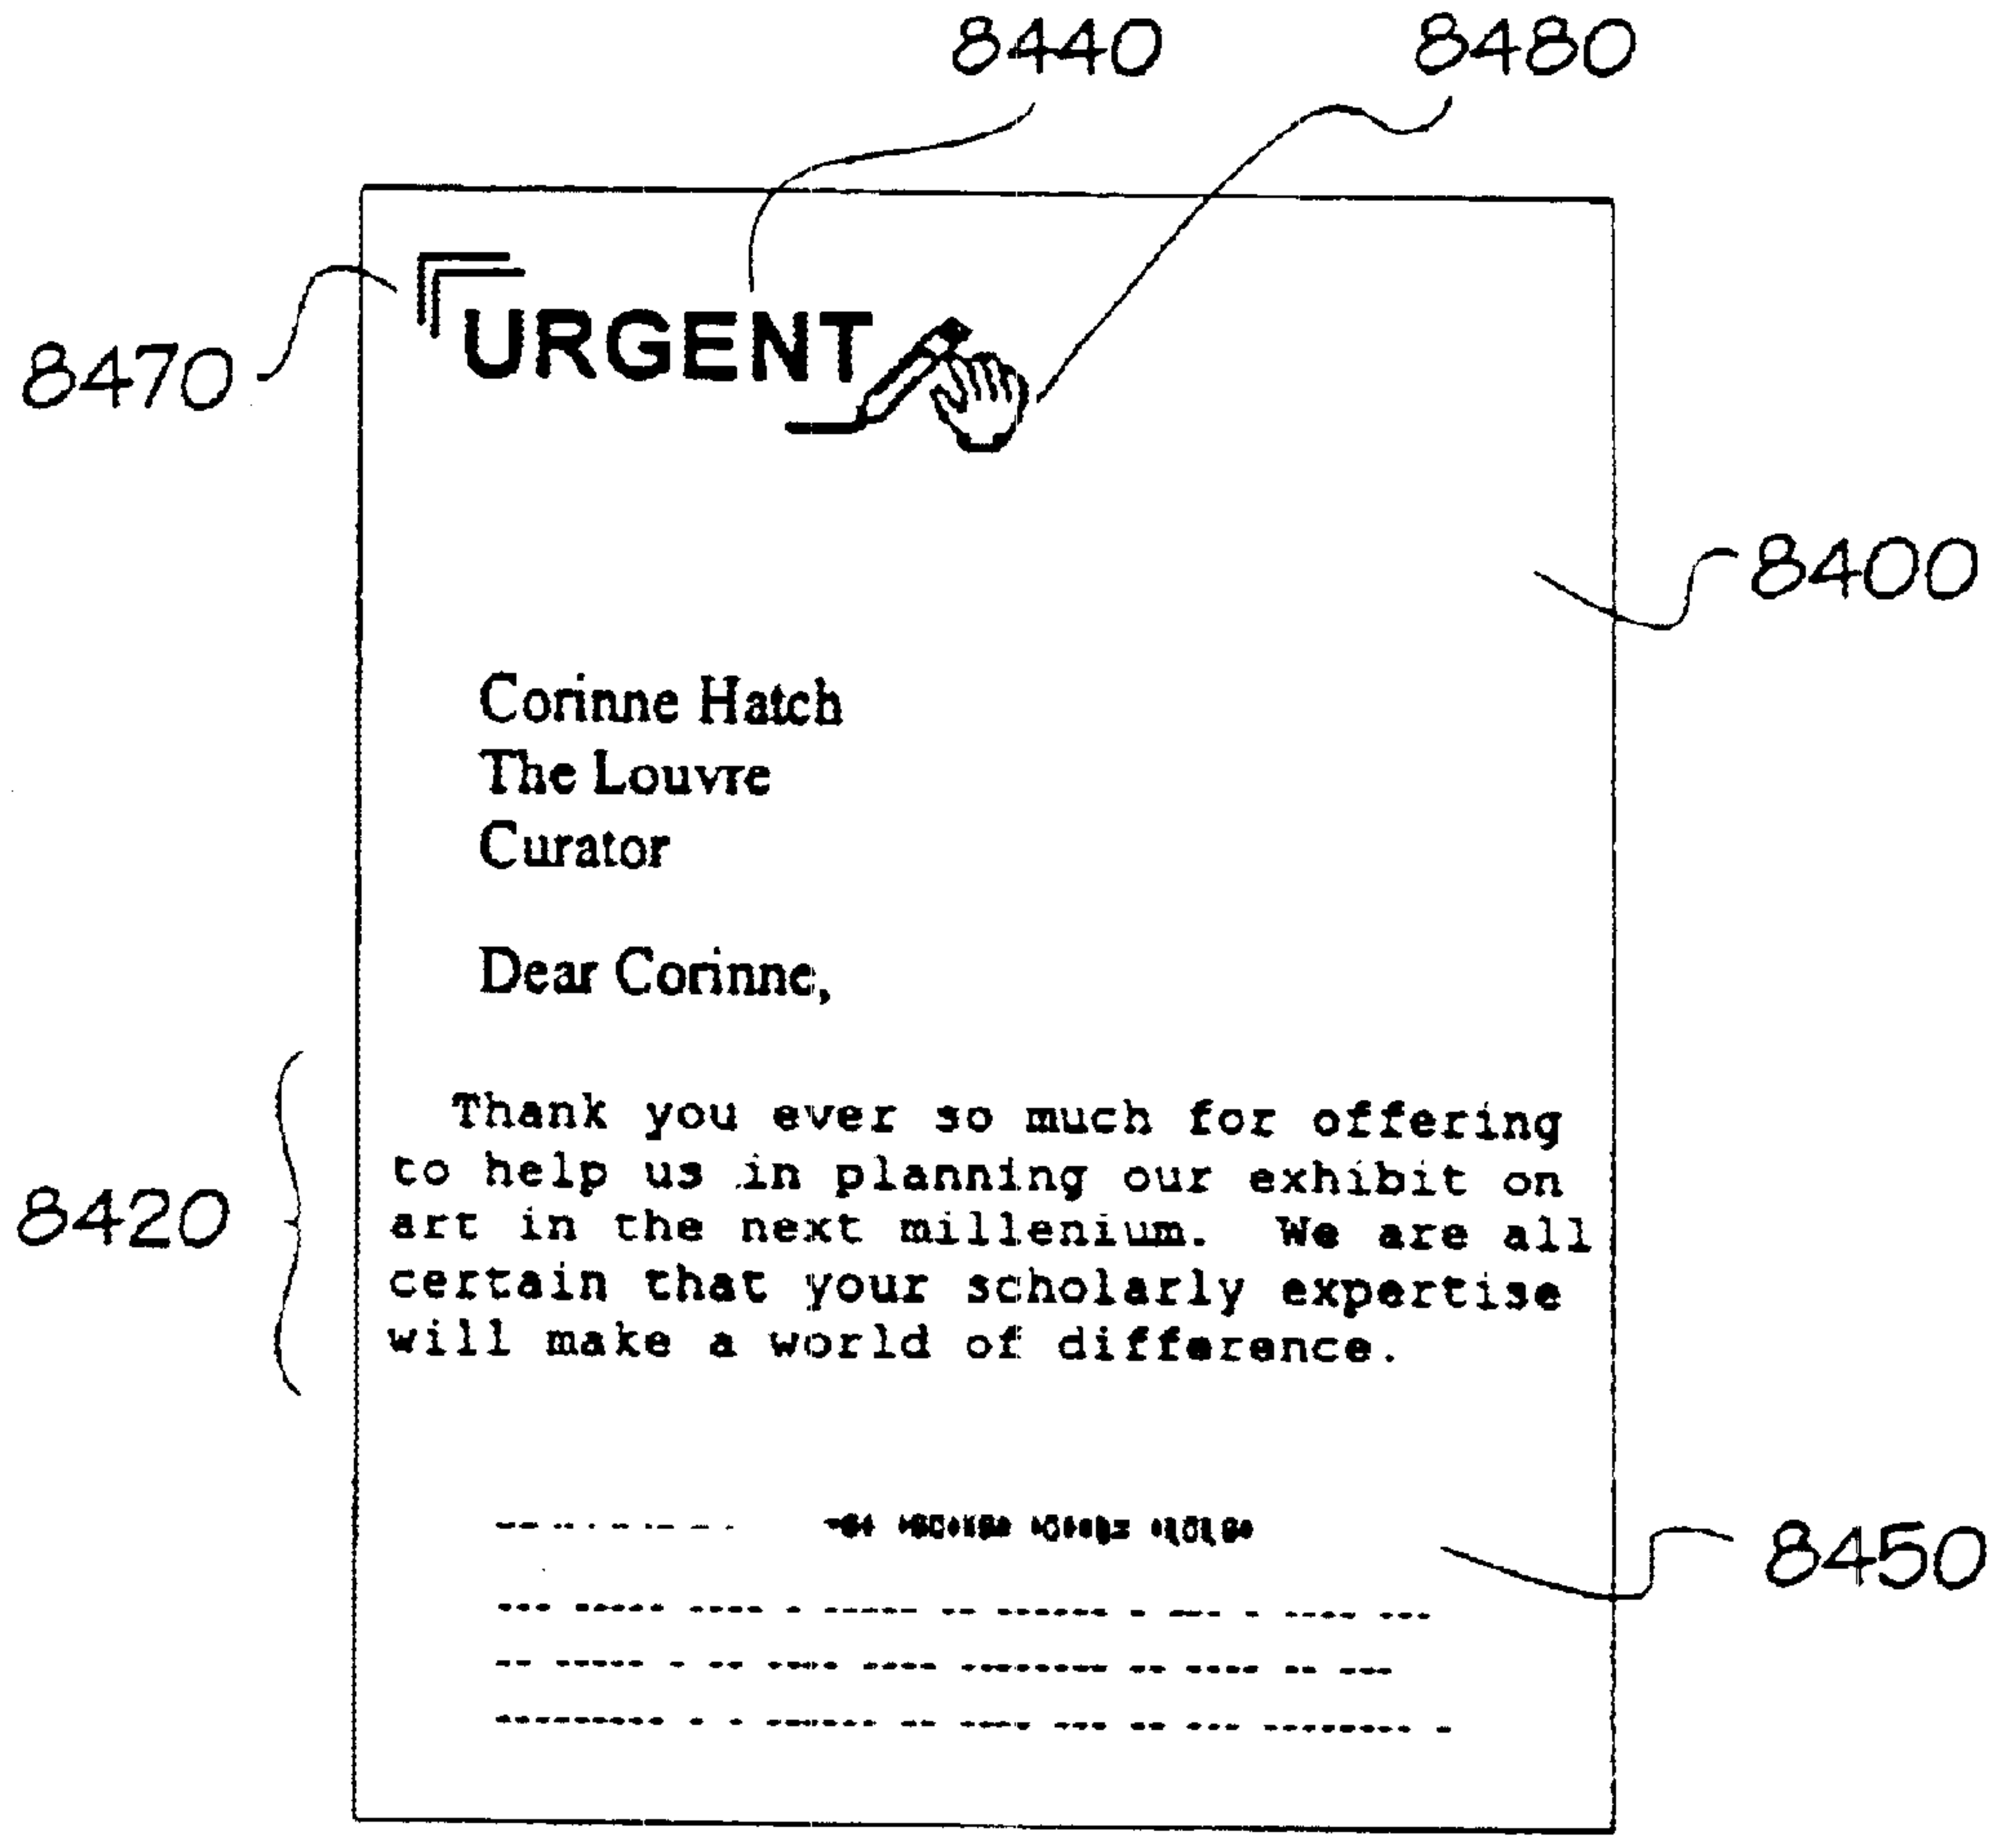 8440 8480
8470
URGENT
8400
Corinne Hatch
The Louvre
Curator
Dear Corinne,
Thank you ever so much for offering
to help us in planning our exhibit on
art in the next millenium. We are all
8420
certain that your scholarly expertise
will make a world of difference.
8450